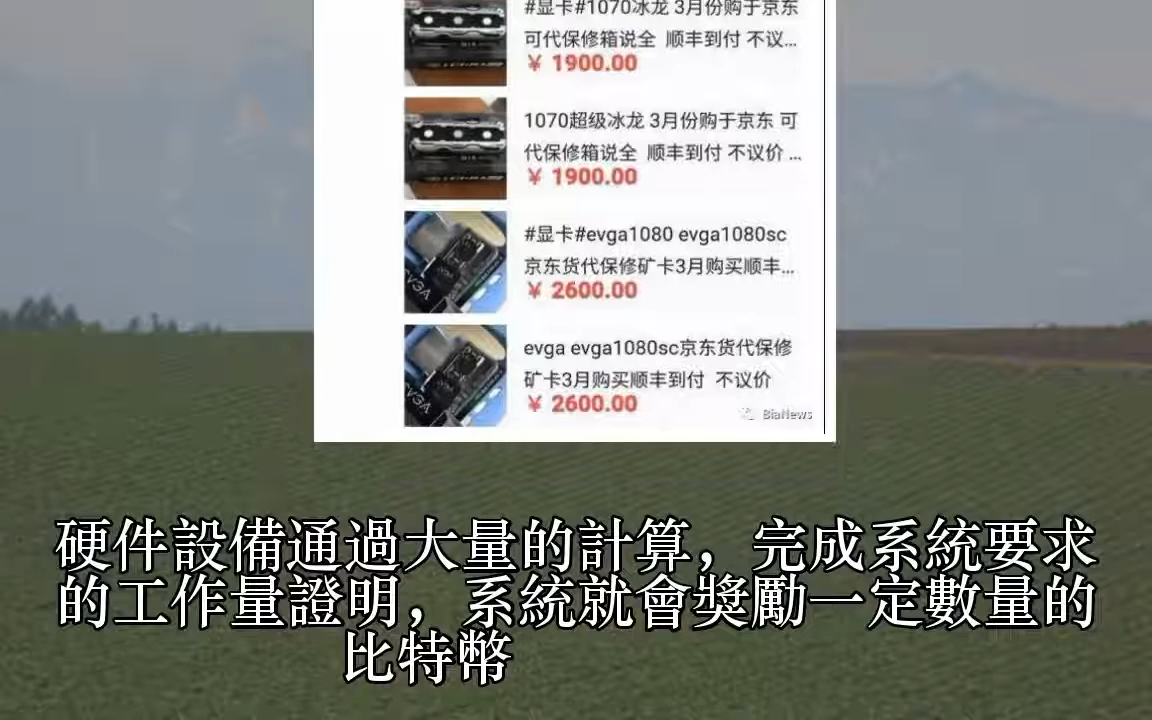 #显卡#1070冰龙 3月份购于京东
可代保修箱说全 顺丰到付 不议...
￥ 1900.00
1070超级冰龙 3月份购于京东 可
代保修箱说全 顺丰到付 不议价 ...
￥ 1900.00
#显卡#evga1080 evga1080sc
京东货代保修矿卡3月购买顺丰...
￥ 2600.00
evga evga1080sc京东货代保修
矿卡3月购买顺丰到付 不议价
￥ 2600.00
BiaNews
硬件設備通過大量的計算，完成系統要求
的工作量證明，系統就會獎勵一定數量的
比特幣